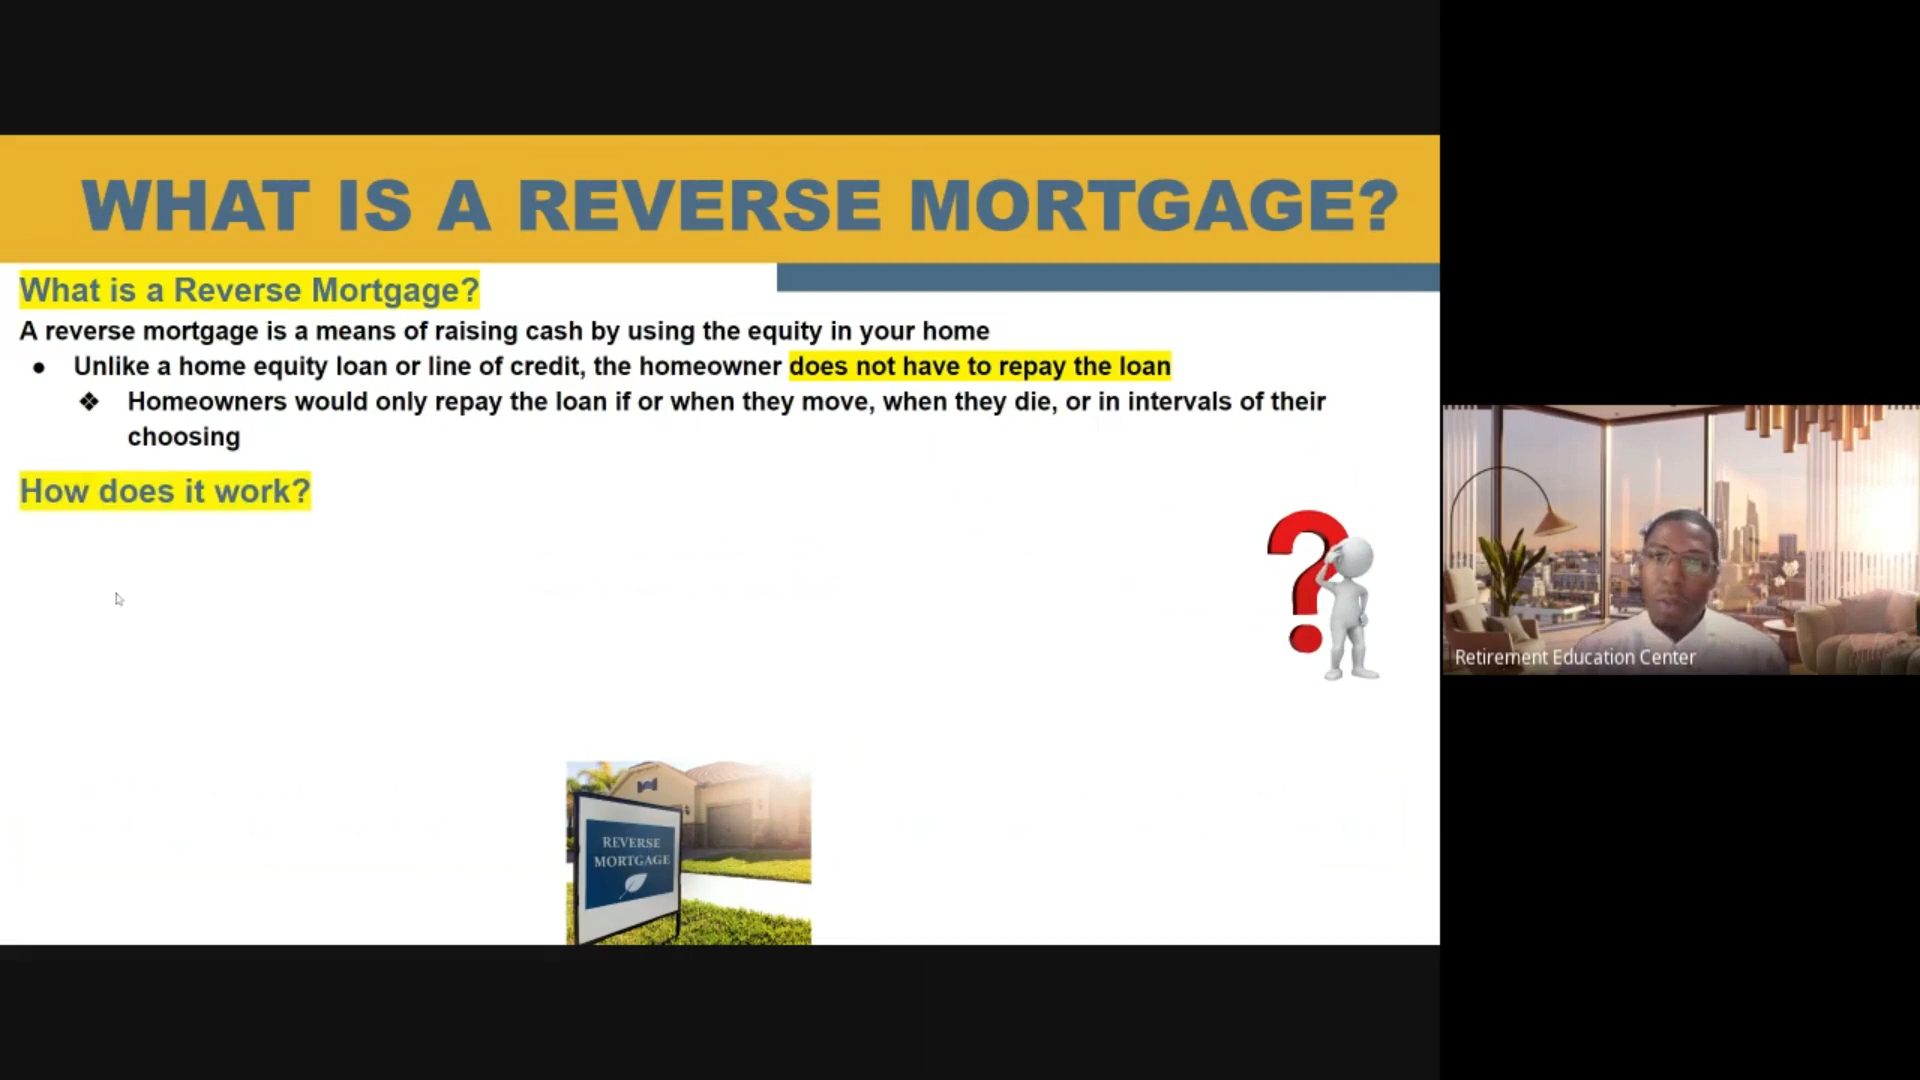 WHAT IS A REVERSE MORTGAGE?
What is a Reverse Mortgage?
A reverse mortgage is a means of raising cash by using the equity in your home
● Unlike a home equity loan or line of credit, the homeowner does not have to repay the loan
❖ Homeowners would only repay the loan if or when they move, when they die, or in intervals of their
choosing
How does it work?
REVERSE
MORTGAGE
Retirement Education Center